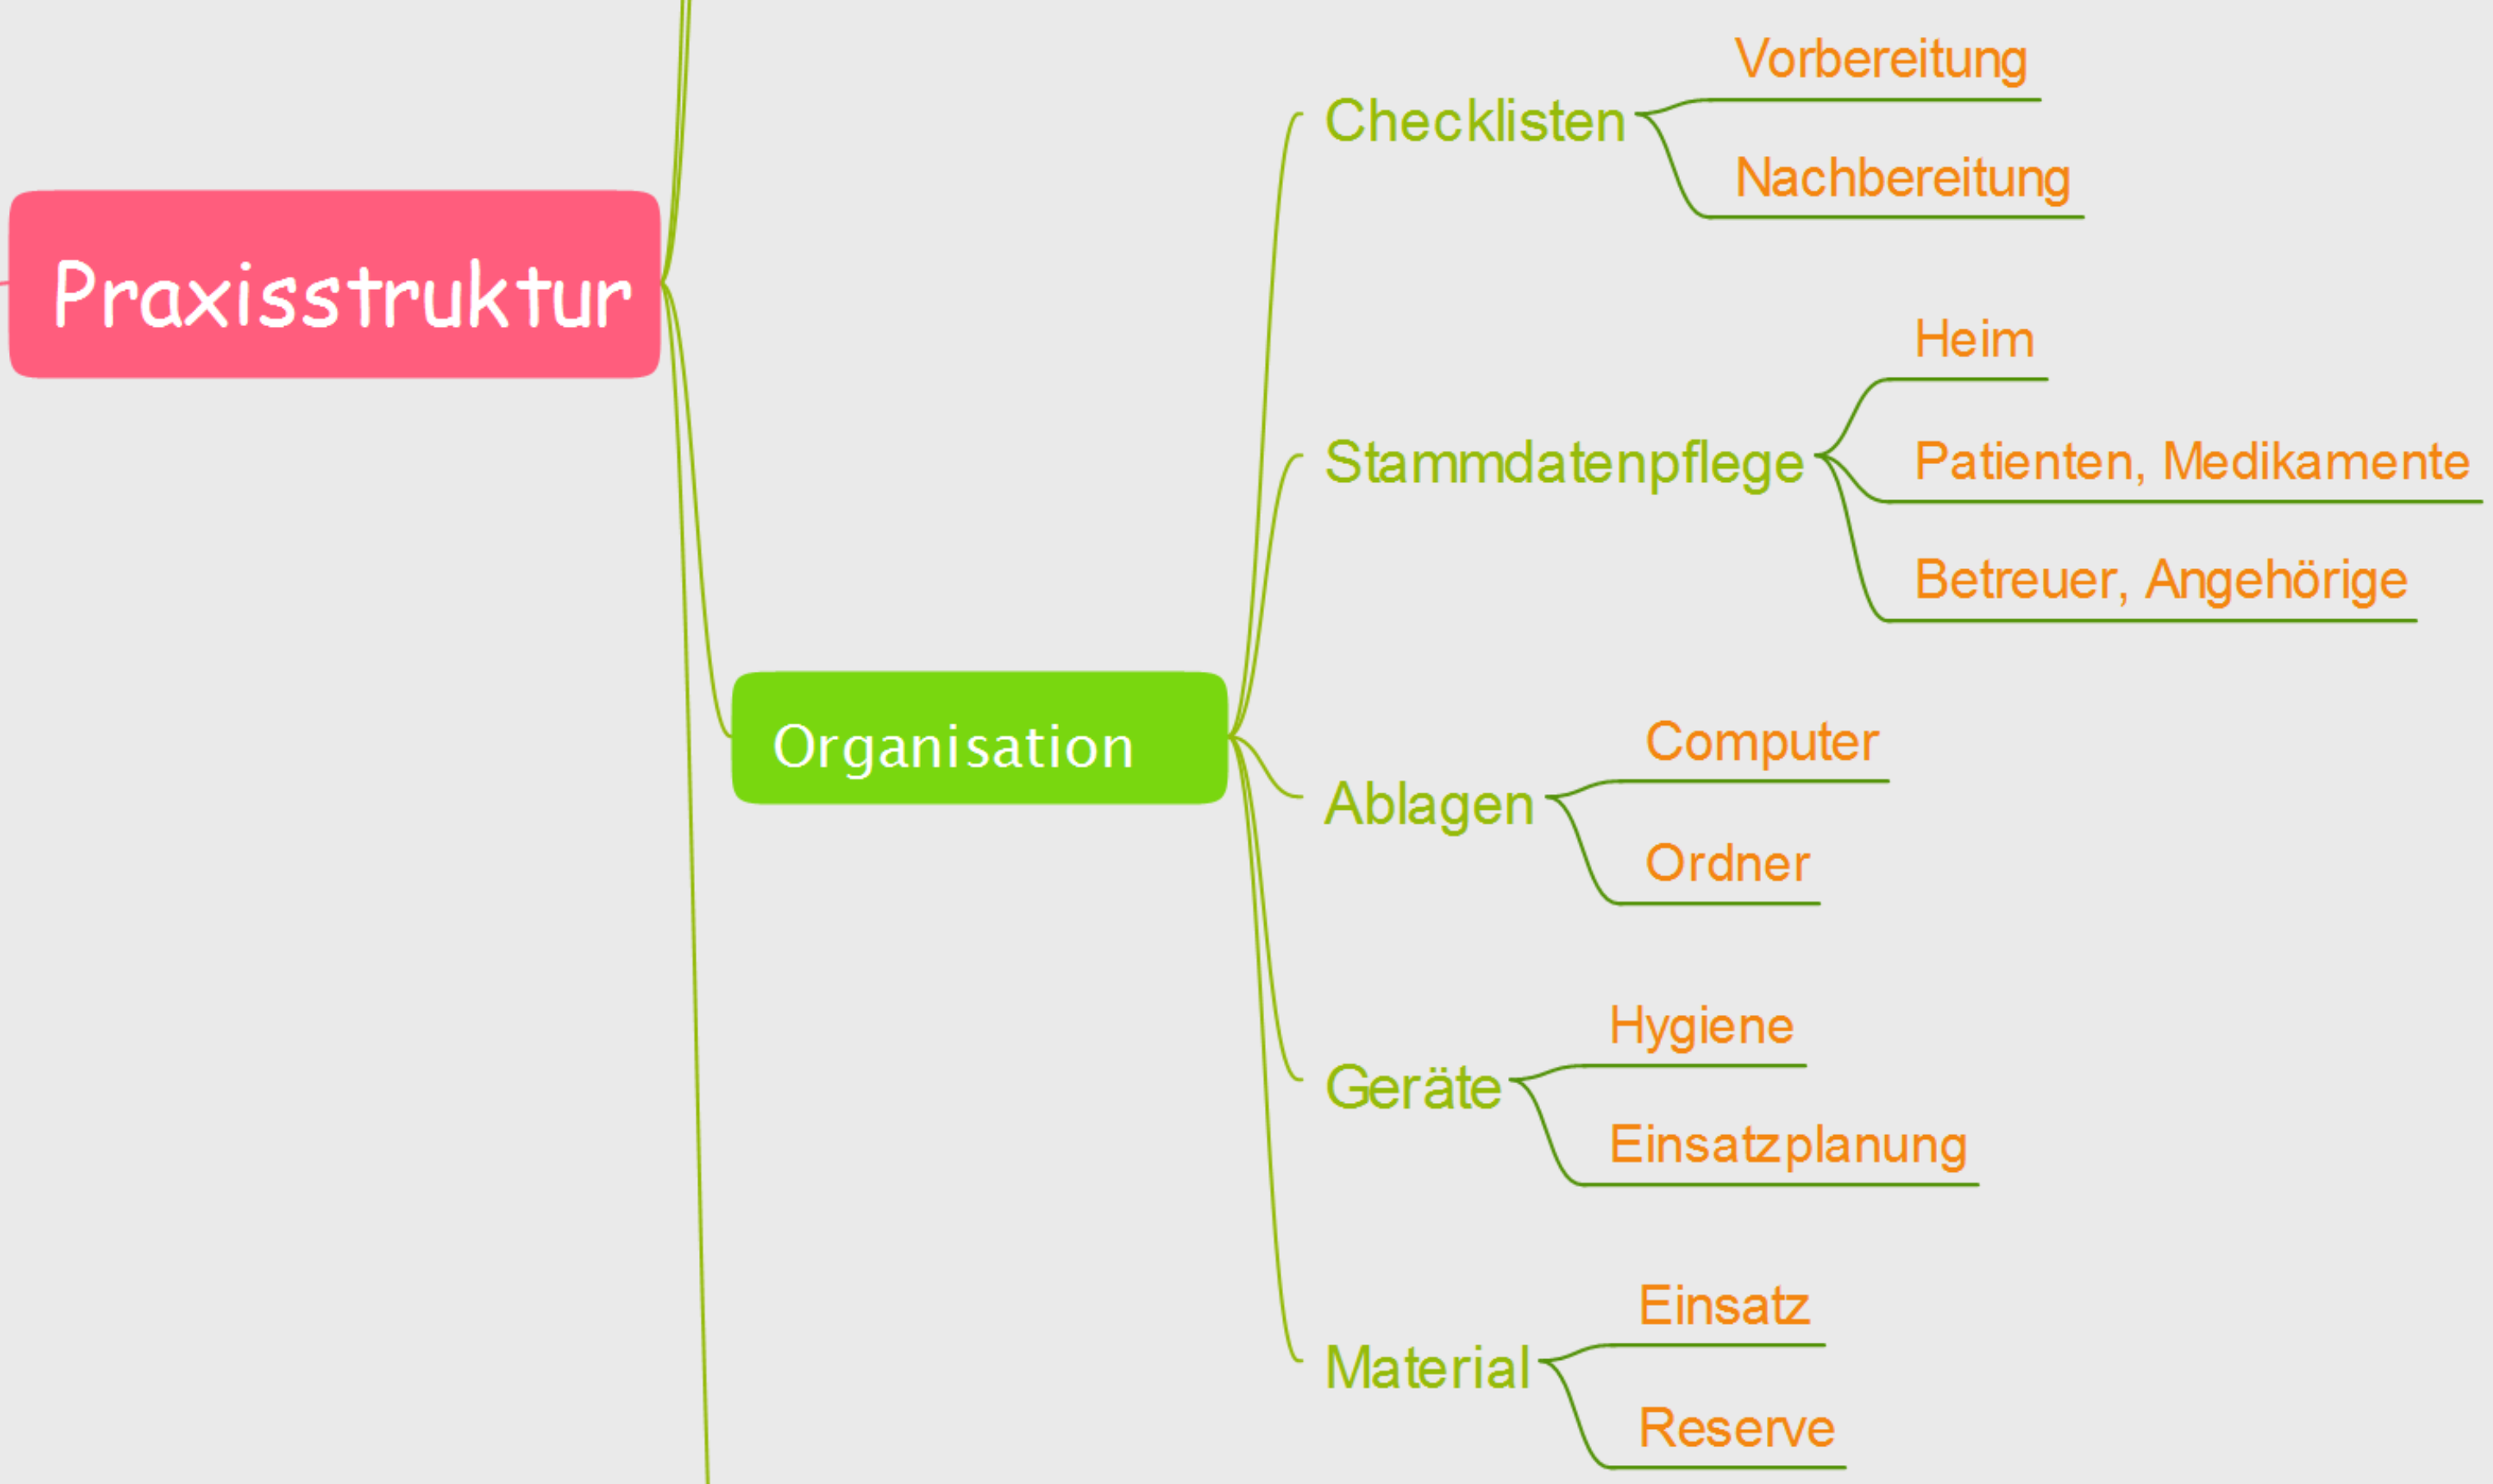 Praxisstruktur
Organisation
Checklisten
Vorbereitung
Nachbereitung
Stammdatenpflege
Heim
Patienten, Medikamente
Betreuer, Angehörige
Ablagen
Computer
Ordner
Geräte
Hygiene
Einsatzplanung
Material
Einsatz
Reserve